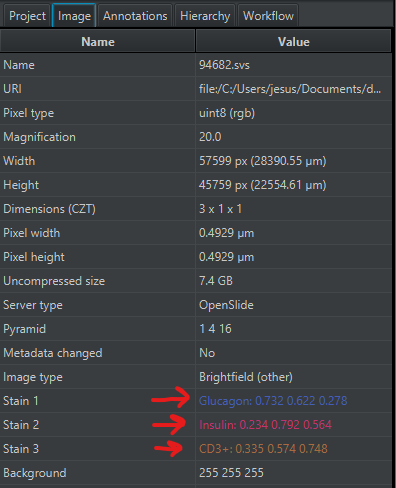 Project Image Annotations Hierarchy Workflow
Name Value
Name 94682.svs
URI file:/C:/Users/jesus/Documents/d...
Pixel type uint8 (rgb)
Magnification 20.0
Width 57599 px (28390.55 µm)
Height 45759 px (22554.61 µm)
Dimensions (CZT) 3 x 1 x 1
Pixel width 0.4929 µm
Pixel height 0.4929 µm
Uncompressed size 7.4 GB
Server type OpenSlide
Pyramid 1 4 16
Metadata changed No
Image type Brightfield (other)
Stain 1 Glucagon: 0.732 0.622 0.278
Stain 2 Insulin: 0.234 0.792 0.564
Stain 3 CD3+: 0.335 0.574 0.748
Background 255 255 255